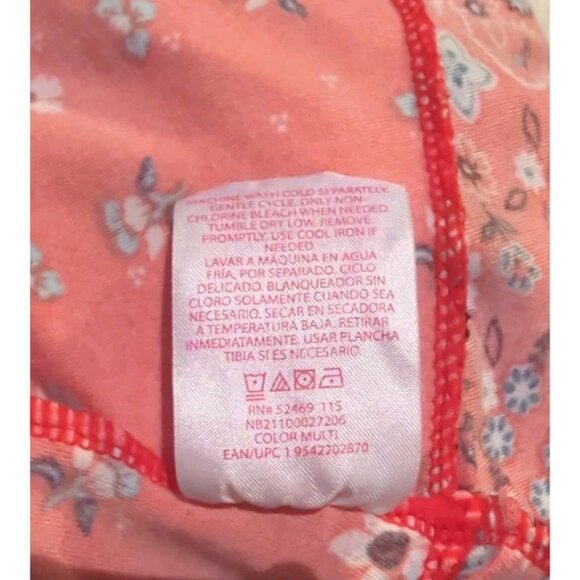 MACHINE WASH COLD SEPARATELY.
GENTLE CYCLE. ONLY NON-
CHLORINE BLEACH WHEN NEEDED.
TUMBLE DRY LOW. REMOVE
PROMPTLY. USE COOL IRON IF
NEEDED.
LAVAR A MÁQUINA EN AGUA
FRÍA, POR SEPARADO. CICLO
DELICADO. BLANQUEADOR SIN
CLORO SOLAMENTE CUANDO SEA
NECESARIO. SECAR EN SECADORA
A TEMPERATURA BAJA. RETIRAR
INMEDIATAMENTE. USAR PLANCHA
TIBIA SI ES NECESARIO.
RN# 52469 115
NB21100027206
COLOR MULTI
EAN/UPC 1 9542202870